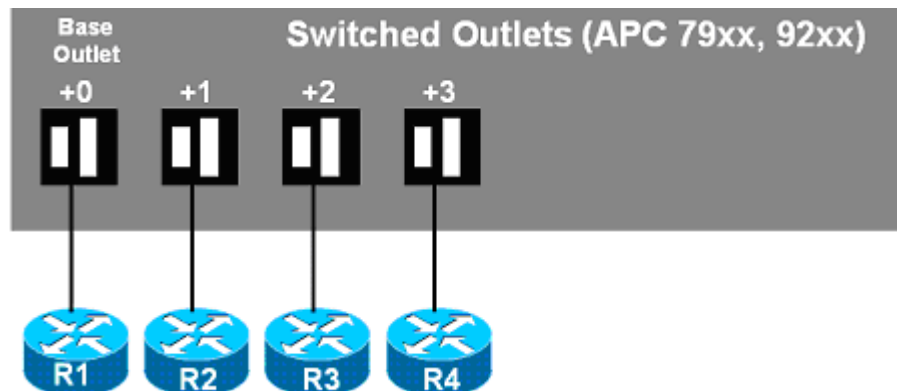 Base
Outlet
Switched Outlets (APC 79xx, 92xx)
+0 +1 +2 +3
R1 R2 R3 R4